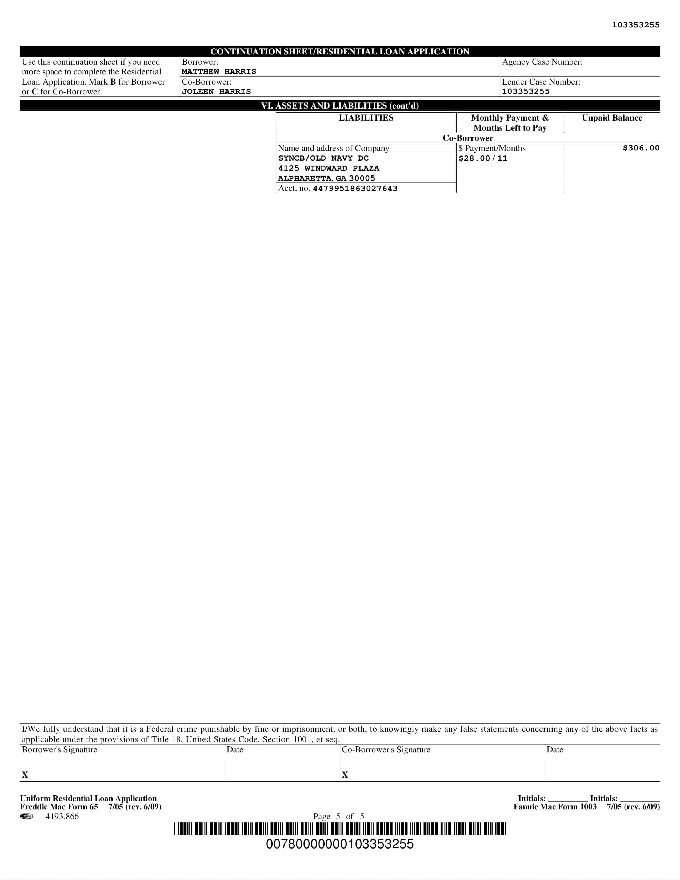 103353255
CONTINUATION SHEET/RESIDENTIAL LOAN APPLICATION
Use this continuation sheet if you need
more space to complete the Residential
Loan Application. Mark B for Borrower
or C for Co-Borrower.
Borrower:
MATTHEW HARRIS
Co-Borrower:
JOLEEN HARRIS
Agency Case Number:
Lender Case Number:
103353255
VI. ASSETS AND LIABILITIES (cont'd)
LIABILITIES
Monthly Payment &
Months Left to Pay
Unpaid Balance
Co-Borrower
Name and address of Company
SYNCB/OLD NAVY DC
4125 WINDWARD PLAZA
ALPHARETTA, GA 30005
Acct. no. 4479951863027643
$ Payment/Months
$28.00/11
$306.00
I/We fully understand that it is a Federal crime punishable by fine or imprisonment, or both, to knowingly make any false statements concerning any of the above facts as
applicable under the provisions of Title 18, United States Code, Section 1001, et seq.
Borrower's Signature
Date
Co-Borrower's Signature
Date
X
X
Uniform Residential Loan Application
Freddie Mac Form 65 7/05 (rev. 6/09)
4193.866
Page 5 of 5
Initials: ________ Initials: ________
Fannie Mae Form 1003 7/05 (rev. 6/09)
00780000000103353255